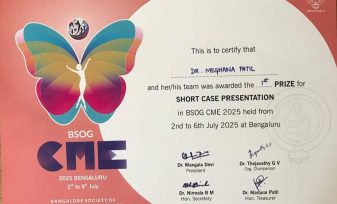 BSOG
CME
2025 BENGALURU
2nd to 6th July
BANGALORE SOCIETY OF
This is to certify that
DR. MEGHANA PATIL
and her/his team was awarded the 1st PRIZE for
SHORT CASE PRESENTATION
in BSOG CME 2025 held from
2nd to 6th July 2025 at Bengaluru
Dr. Mangala Devi
President
Dr. Thejavathy G V
Org. Chairperson
Dr. Nirmala B M
Hon. Secretary
Dr. Manjula Patil
Hon. Treasurer